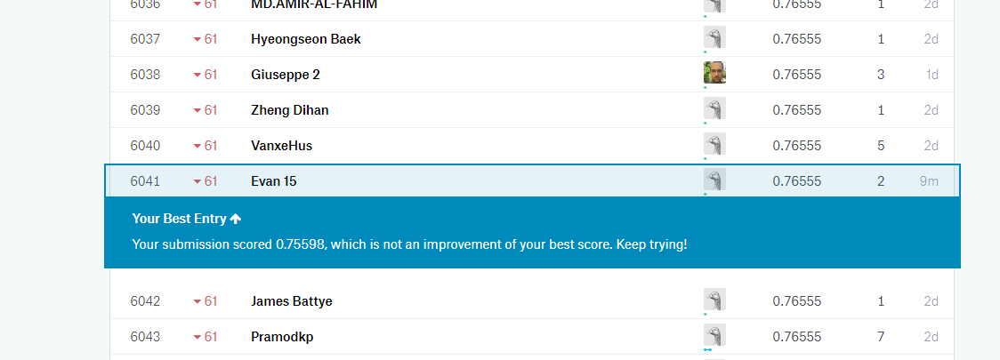 6036 61 MD.AMIR-AL-FAHIM 0.76555 1 2d
6037 61 Hyeongseon Baek 0.76555 1 2d
6038 61 Giuseppe 2 0.76555 3 1d
6039 61 Zheng Dihan 0.76555 1 2d
6040 61 VanxeHus 0.76555 5 2d
6041 61 Evan 15 0.76555 2 9m
Your Best Entry
Your submission scored 0.75598, which is not an improvement of your best score. Keep trying!
6042 61 James Battye 0.76555 1 2d
6043 61 Pramodkp 0.76555 7 2d